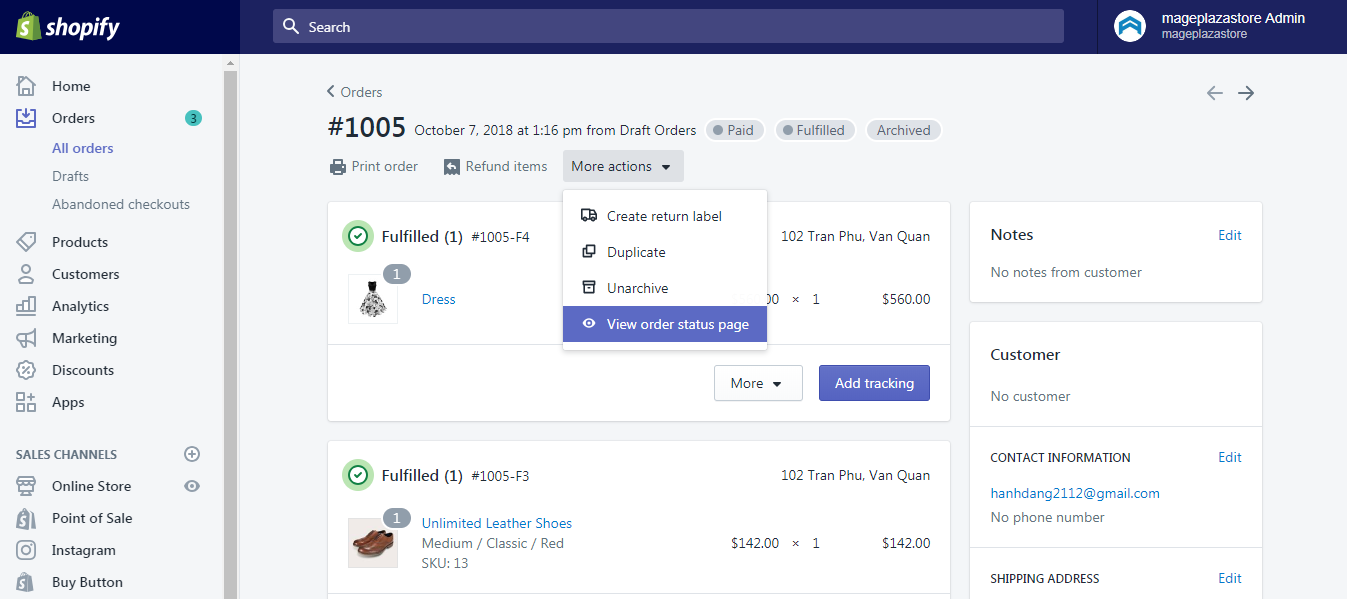 shopify
Search
mageplazastore Admin
mageplazastore
Home
Orders
3
All orders
Drafts
Abandoned checkouts
Products
Customers
Analytics
Marketing
Discounts
Apps
SALES CHANNELS
Online Store
Point of Sale
Instagram
Buy Button
Orders
#1005 October 7, 2018 at 1:16 pm from Draft Orders Paid Fulfilled Archived
Print order Refund items More actions
Create return label
Duplicate
Unarchive
View order status page
Fulfilled (1) #1005-F4 102 Tran Phu, Van Quan
1
Dress 00 × 1 $560.00
More Add tracking
Fulfilled (1) #1005-F3 102 Tran Phu, Van Quan
1
Unlimited Leather Shoes
Medium / Classic / Red $142.00 × 1 $142.00
SKU: 13
Notes Edit
No notes from customer
Customer
No customer
CONTACT INFORMATION Edit
hanhdang2112@gmail.com
No phone number
SHIPPING ADDRESS Edit